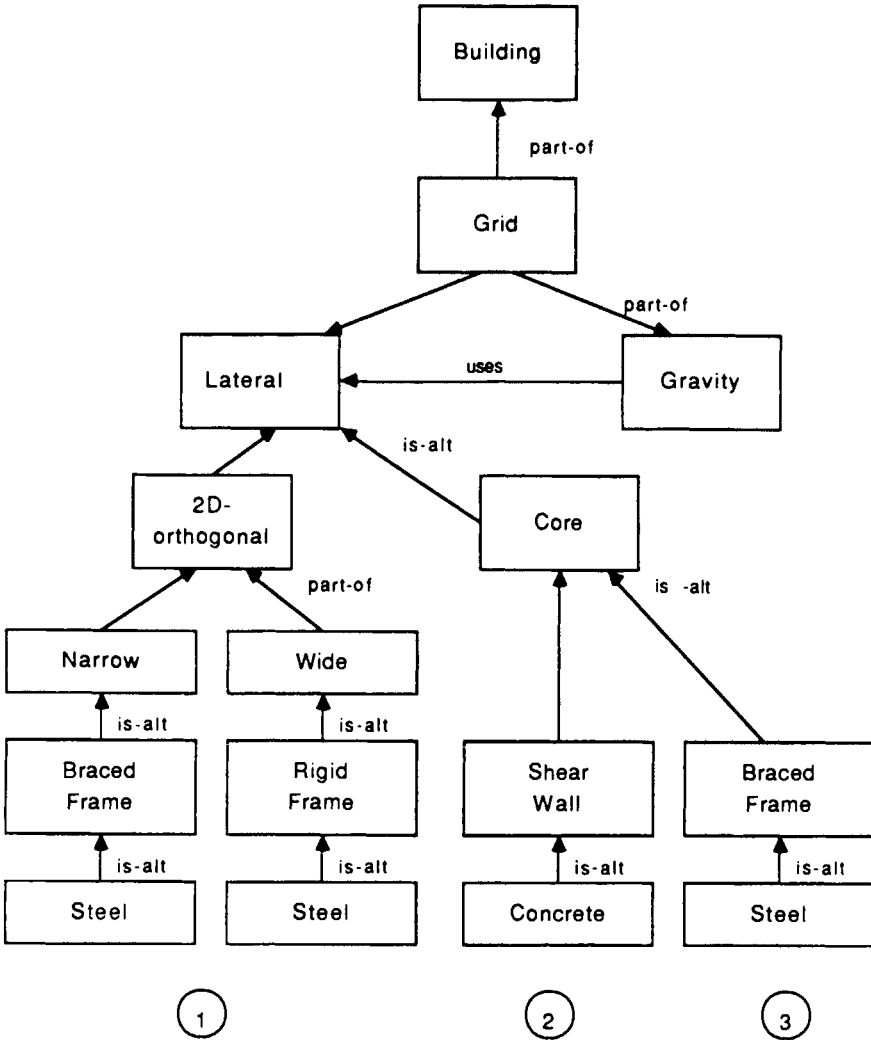 Building
part-of
Grid
part-of
Lateral
uses
Gravity
is-alt
2D-
orthogonal
Core
part-of
is -alt
Narrow
Wide
is-alt
is-alt
Braced
Frame
Rigid
Frame
Shear
Wall
Braced
Frame
is-alt
is-alt
is-alt
is-alt
Steel
Steel
Concrete
Steel
1
2
3